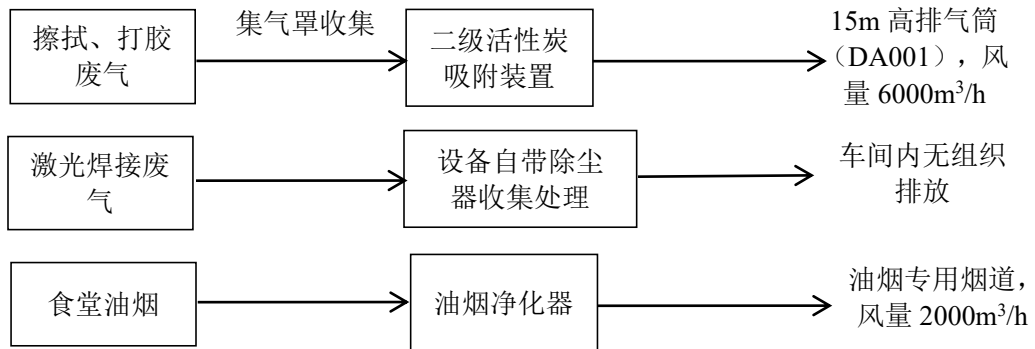 擦拭、打胶
废气
集气罩收集
二级活性炭
吸附装置
15m 高排气筒
（DA001），风
量 6000m³/h
激光焊接废
气
设备自带除尘
器收集处理
车间内无组织
排放
食堂油烟
油烟净化器
油烟专用烟道，
风量 2000m³/h